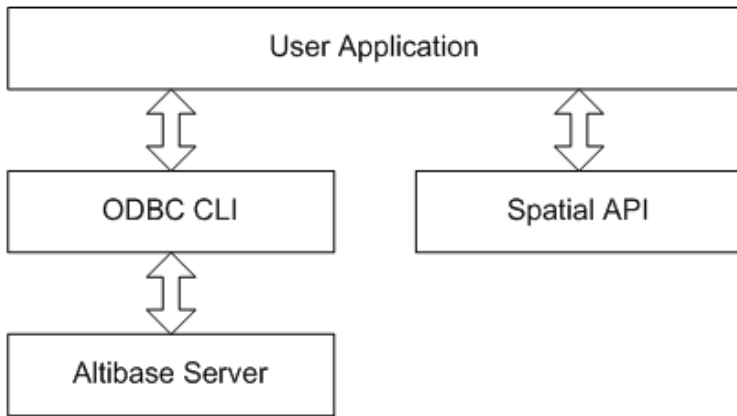 User Application
ODBC CLI
Spatial API
Altibase Server